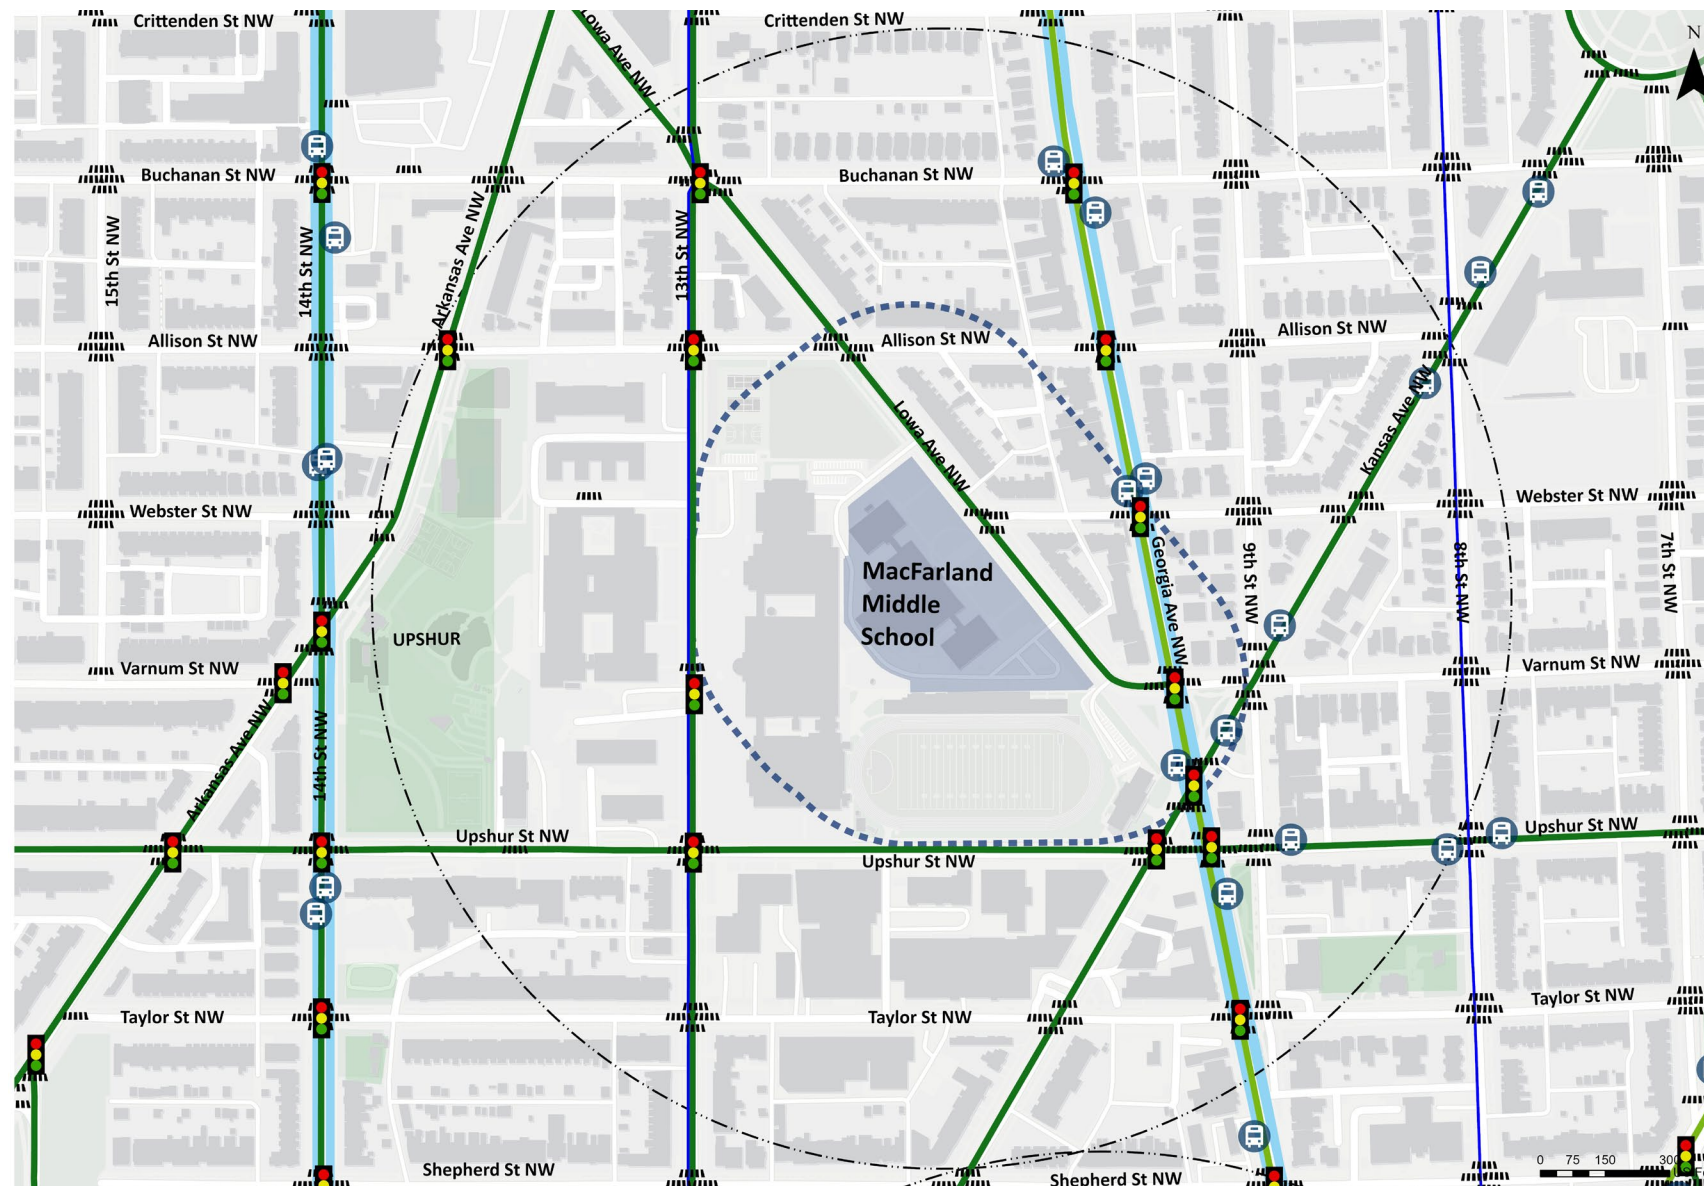 Crittenden St NW
Crittenden St NW
Iowa Ave NW
N
Buchanan St NW
Buchanan St NW
15th St NW
14th St NW
Arkansas Ave NW
13th St NW
Allison St NW
Allison St NW
Allison St NW
Iowa Ave NW
Kansas Ave NW
Webster St NW
Webster St NW
MacFarland
Middle
School
Georgia Ave NW
9th St NW
8th St NW
7th St NW
UPSHUR
Varnum St NW
Varnum St NW
Arkansas Ave NW
14th St NW
Upshur St NW
Upshur St NW
Upshur St NW
Taylor St NW
Taylor St NW
Taylor St NW
Shepherd St NW
Shepherd St NW
0 75 150 300